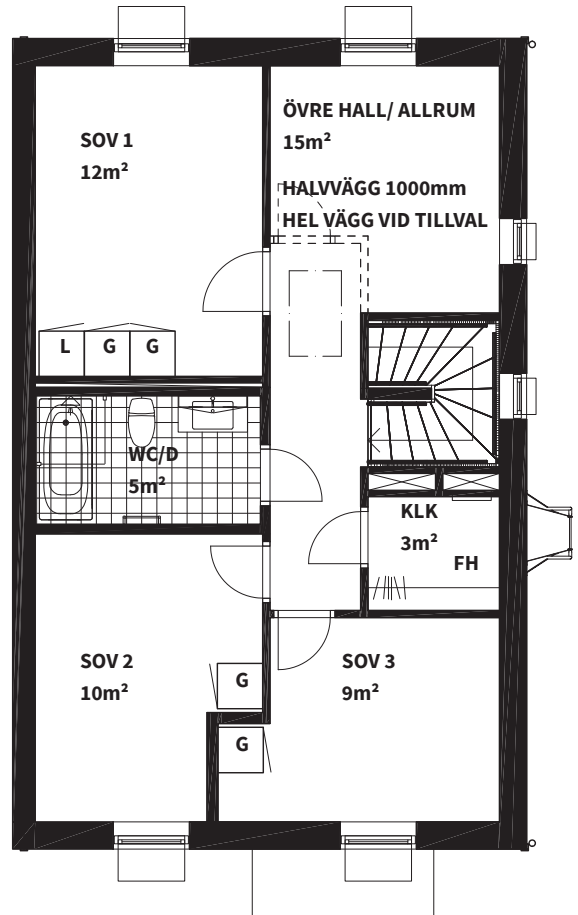 SOV 1
12m²
ÖVRE HALL/ ALLRUM
15m²
HALVVÄGG 1000mm
HEL VÄGG VID TILLVAL
L
G
G
WC/D
5m²
KLK
3m²
FH
SOV 2
10m²
G
G
SOV 3
9m²